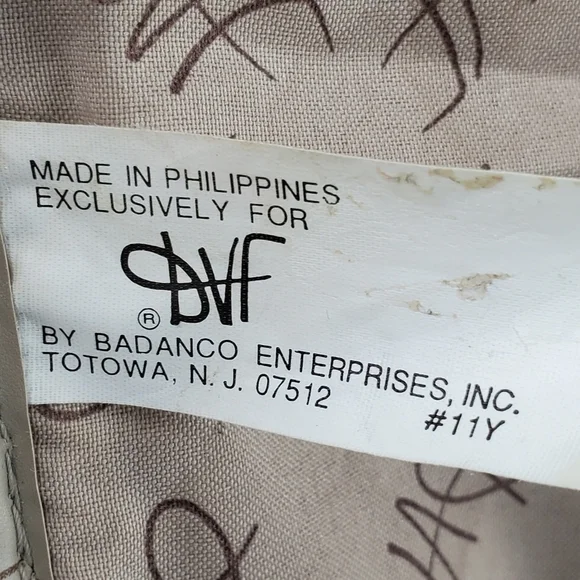 MADE IN PHILIPPINES
EXCLUSIVELY FOR
DVF
®
BY BADANCO ENTERPRISES, INC.
TOTOWA, N. J. 07512
#11Y